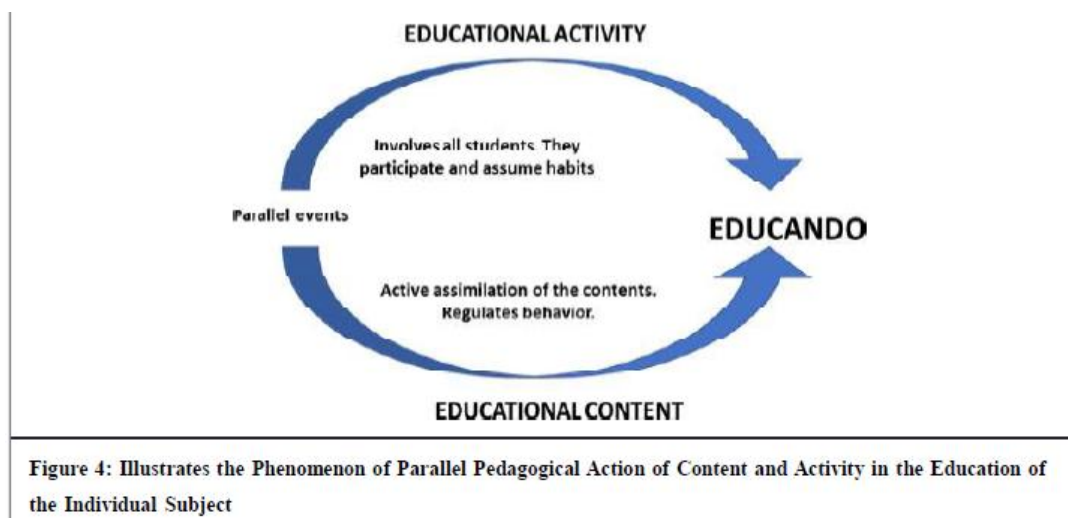 EDUCATIONAL ACTIVITY
Involves all students. They
participate and assume habits
Parallel events
EDUCANDO
Active assimilation of the contents.
Regulates behavior.
EDUCATIONAL CONTENT
Figure 4: Illustrates the Phenomenon of Parallel Pedagogical Action of Content and Activity in the Education of
the Individual Subject